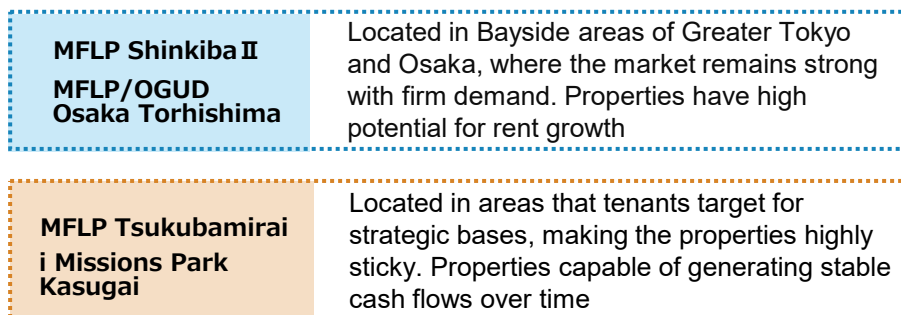 MFLP ShinkibaⅡ
MFLP/OGUD
Osaka Torhishima
Located in Bayside areas of Greater Tokyo
and Osaka, where the market remains strong
with firm demand. Properties have high
potential for rent growth
MFLP Tsukubamirai
i Missions Park
Kasugai
Located in areas that tenants target for
strategic bases, making the properties highly
sticky. Properties capable of generating stable
cash flows over time